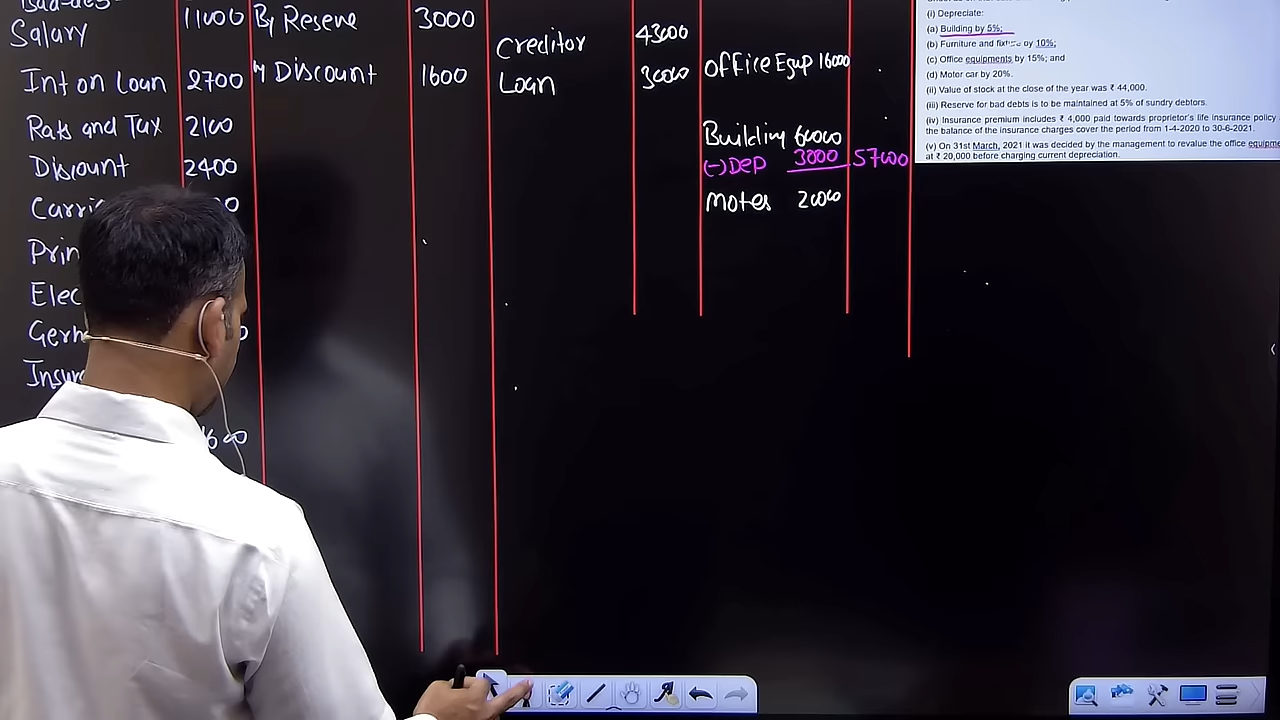 Salary 11000 By Reserve 3000
Creditor 43000
Int on Loan 2700 By Discount 1600 Loan 30000 office Equp 16000
Rats and Tax 2100
Building 60000
(-) Dep 3000 57000
Discount 2400
Motes 20000
Insu
(i) Depreciate:
(a) Building by 5%;
(b) Furniture and fixture by 10%;
(c) Office equipments by 15%; and
(d) Motor car by 20%.
(ii) Value of stock at the close of the year was ₹ 44,000.
(iii) Reserve for bad debts is to be maintained at 5% of sundry debtors.
(iv) Insurance premium includes ₹ 4,000 paid towards proprietor's life insurance policy
the balance of the insurance charges cover the period from 1-4-2020 to 30-6-2021.
(v) On 31st March, 2021 it was decided by the management to revalue the office equipme
at ₹ 20,000 before charging current depreciation.